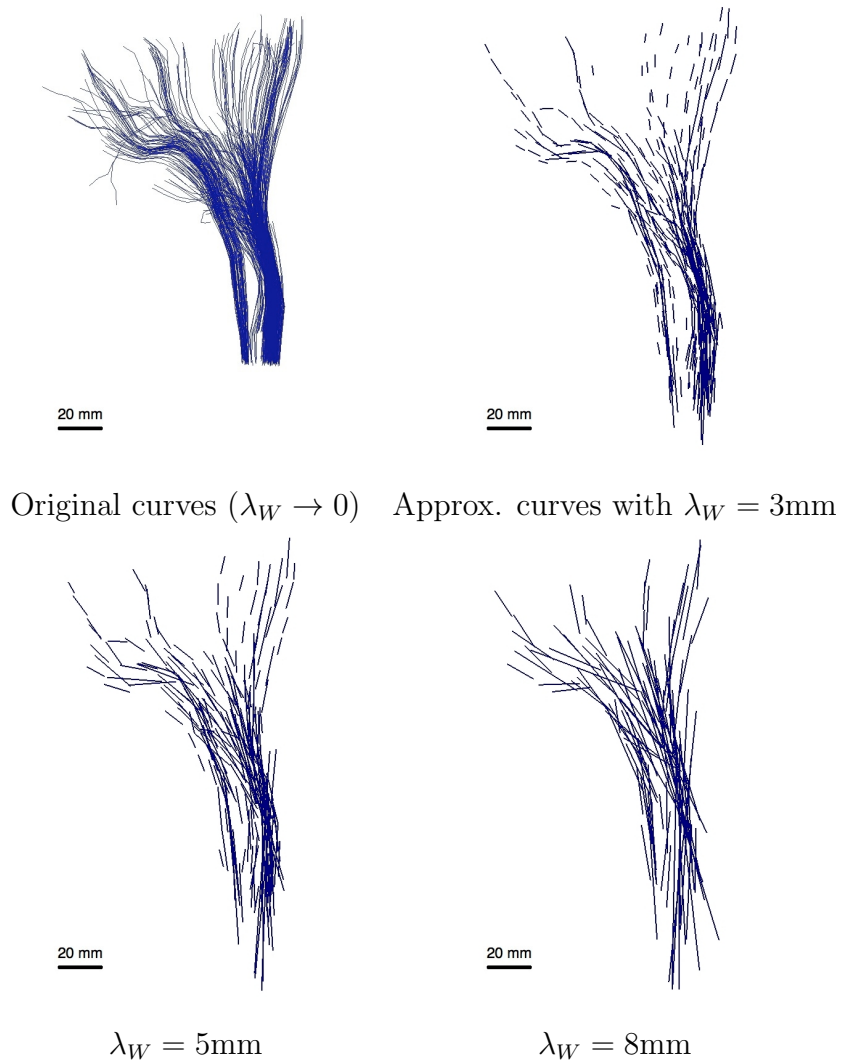 20 mm
20 mm
Original curves (λ_W → 0)
Approx. curves with λ_W = 3mm
20 mm
20 mm
λ_W = 5mm
λ_W = 8mm